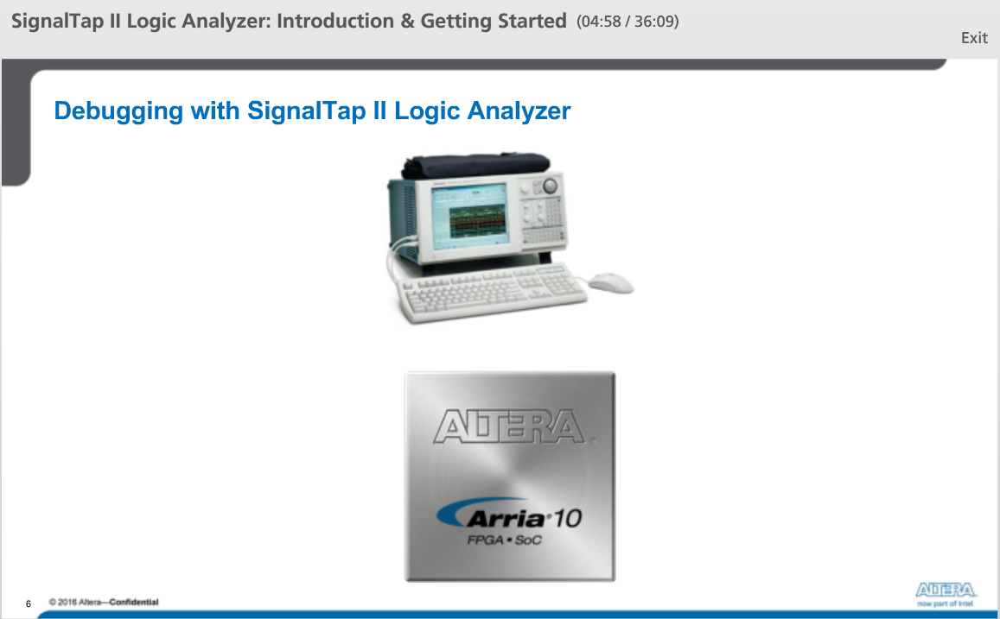 SignalTap II Logic Analyzer: Introduction & Getting Started (04:58 / 36:09)
Exit
Debugging with SignalTap II Logic Analyzer
ALTERA®
Arria® 10
FPGA • SoC
6 © 2016 Altera—Confidential
ALTERA
now part of Intel